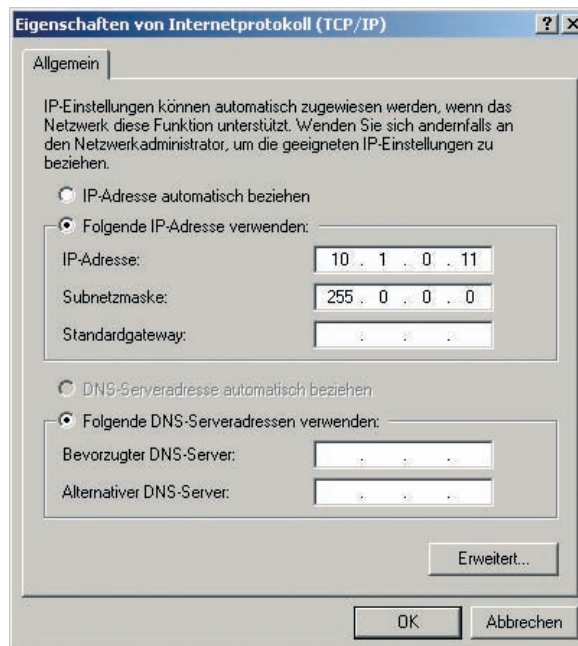 Eigenschaften von Internetprotokoll (TCP/IP)
Allgemein
IP-Einstellungen können automatisch zugewiesen werden, wenn das
Netzwerk diese Funktion unterstützt. Wenden Sie sich andernfalls an
den Netzwerkadministrator, um die geeigneten IP-Einstellungen zu
beziehen.
IP-Adresse automatisch beziehen
Folgende IP-Adresse verwenden:
IP-Adresse: 10 . 1 . 0 . 11
Subnetzmaske: 255 . 0 . 0 . 0
Standardgateway: . . .
DNS-Serveradresse automatisch beziehen
Folgende DNS-Serveradressen verwenden:
Bevorzugter DNS-Server: . . .
Alternativer DNS-Server: . . .
Erweitert...
OK Abbrechen